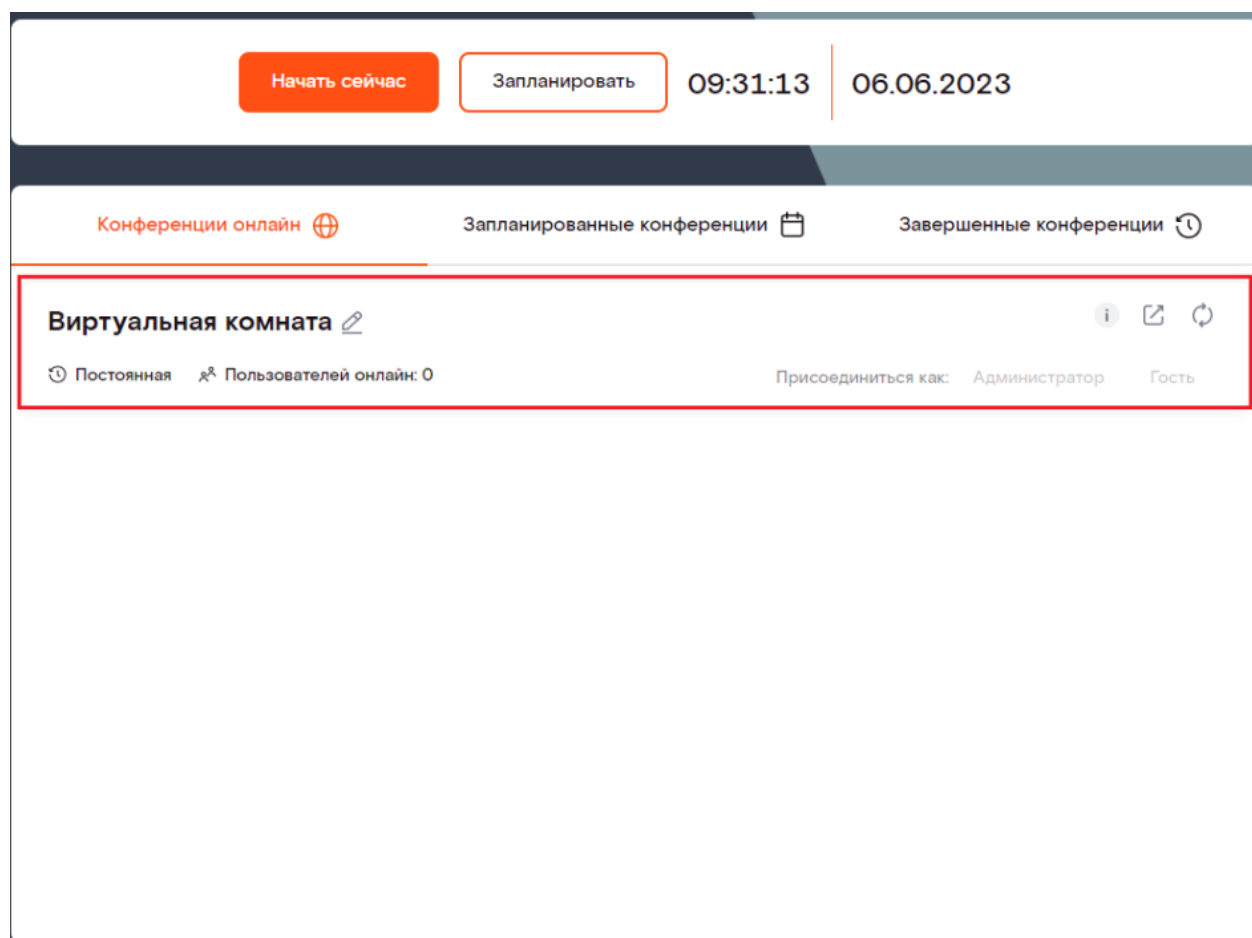 Начать сейчас Запланировать 09:31:13 06.06.2023
Конференции онлайн Запланированные конференции Завершенные конференции
Виртуальная комната
Постоянная Пользователей онлайн: 0 Присоединиться как: Администратор Гость